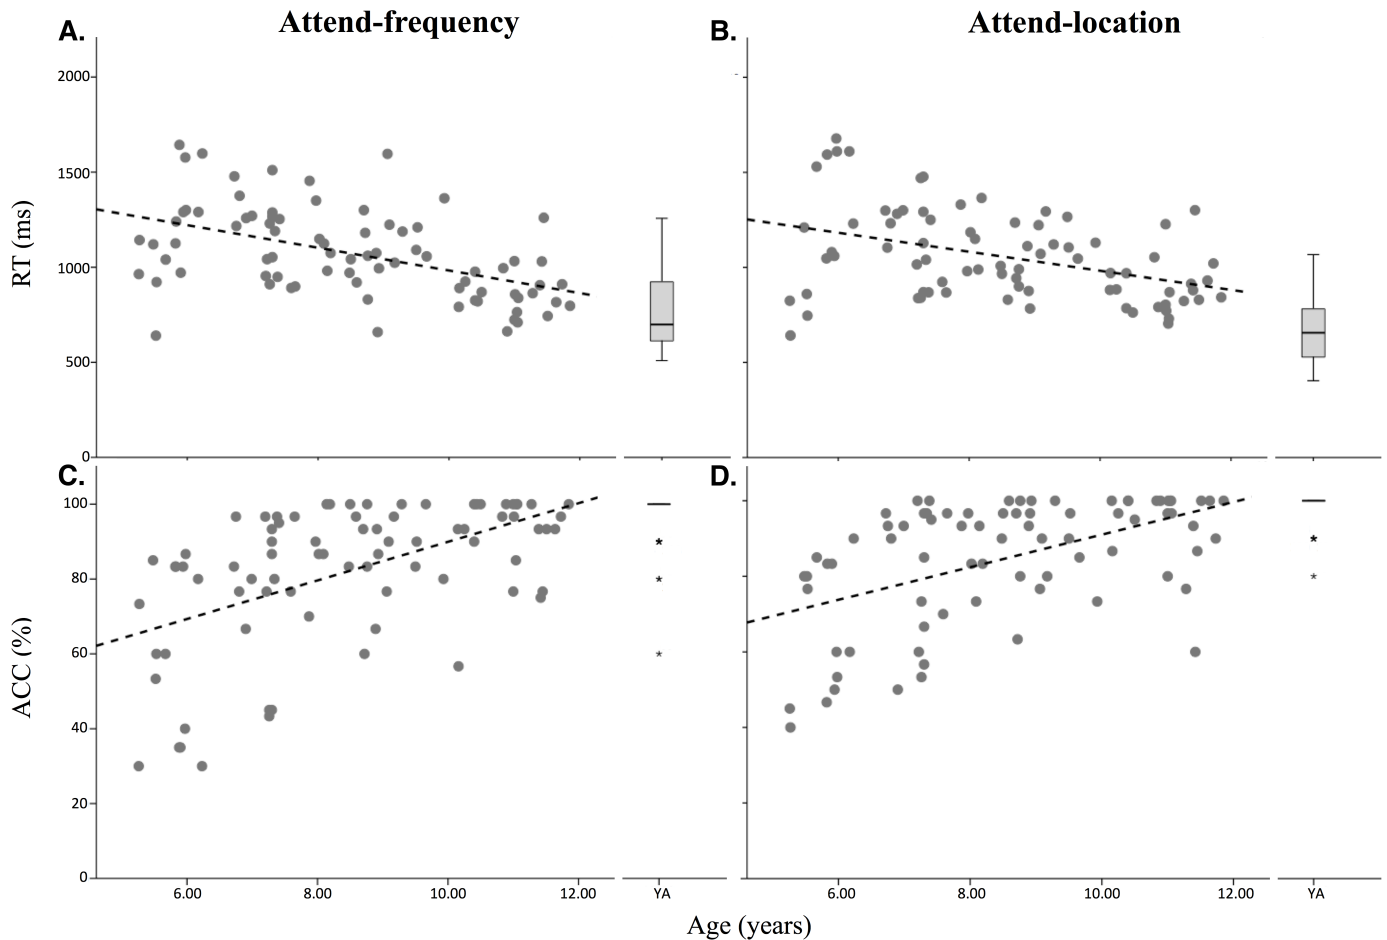 Attend-frequency
Attend-location
A.
B.
2000
1500
1000
500
0
RT (ms)
C.
D.
100
80
60
40
20
0
ACC (%)
6.00 8.00 10.00 12.00 YA
6.00 8.00 10.00 12.00 YA
Age (years)